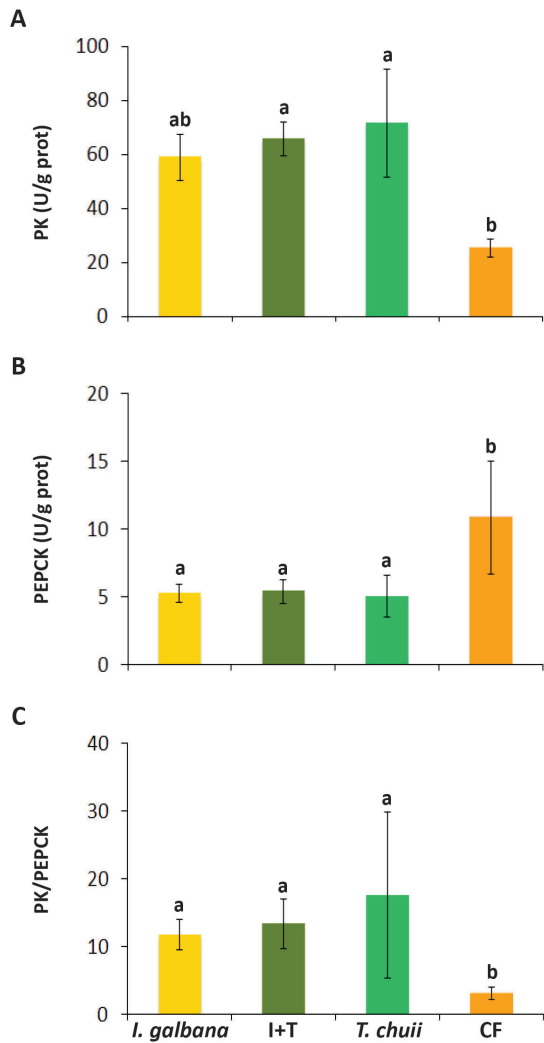 A
PK (U/g prot)
100
80
60
40
20
0
ab
a
a
b
B
PEPCK (U/g prot)
20
15
10
5
0
a
a
a
b
C
PK/PEPCK
40
30
20
10
0
a
a
a
b
I. galbana I+T T. chuii CF